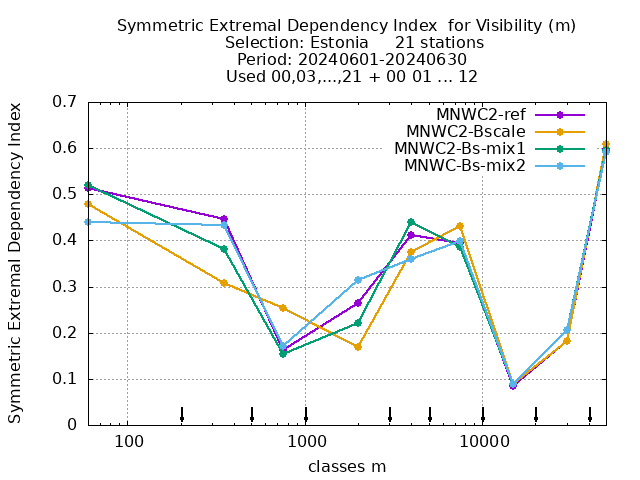 Symmetric Extremal Dependency Index  for Visibility (m)
Selection: Estonia     21 stations
Period: 20240601-20240630
Used 00,03,...,21 + 00 01 ... 12
MNWC2-ref
MNWC2-Bscale
MNWC2-Bs-mix1
MNWC-Bs-mix2
Symmetric Extremal Dependency Index
0.7
0.6
0.5
0.4
0.3
0.2
0.1
0
100 1000 10000
classes m